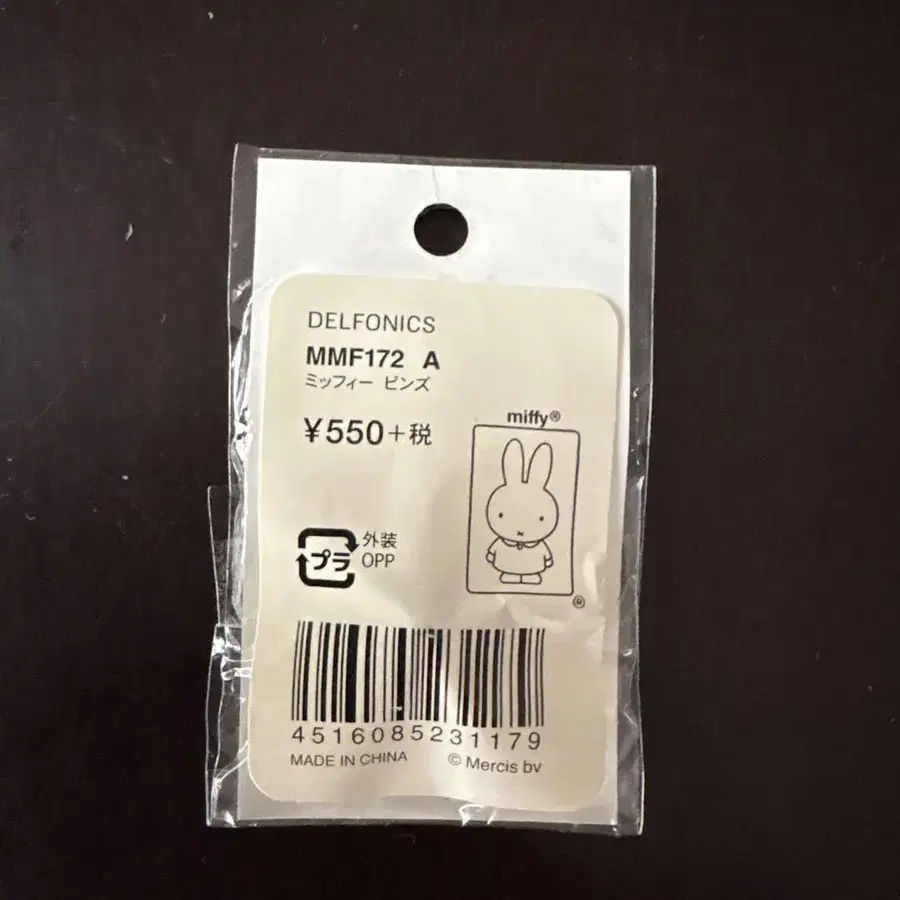 DELFONICS
MMF172 A
ミッフィー ピンズ
¥550+税
miffy®
プラ
外装
OPP
®
4516085231179
MADE IN CHINA
© Mercis bv